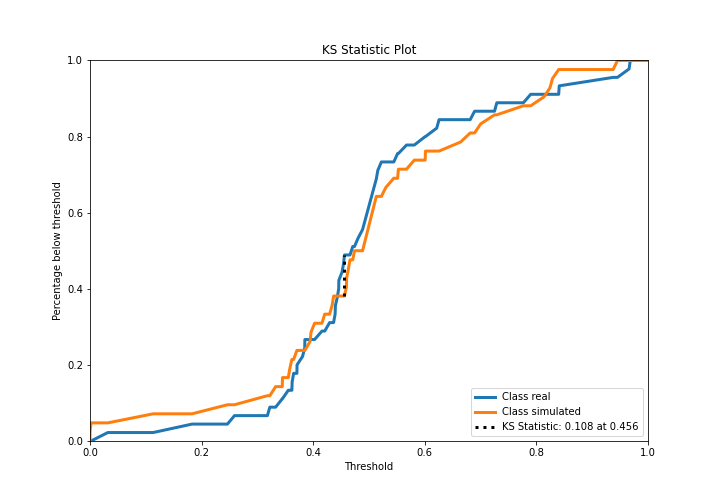 KS Statistic Plot
Percentage below threshold
1.0
0.8
0.6
0.4
0.2
0.0
0.0 0.2 0.4 0.6 0.8 1.0
Threshold
Class real
Class simulated
KS Statistic: 0.108 at 0.456